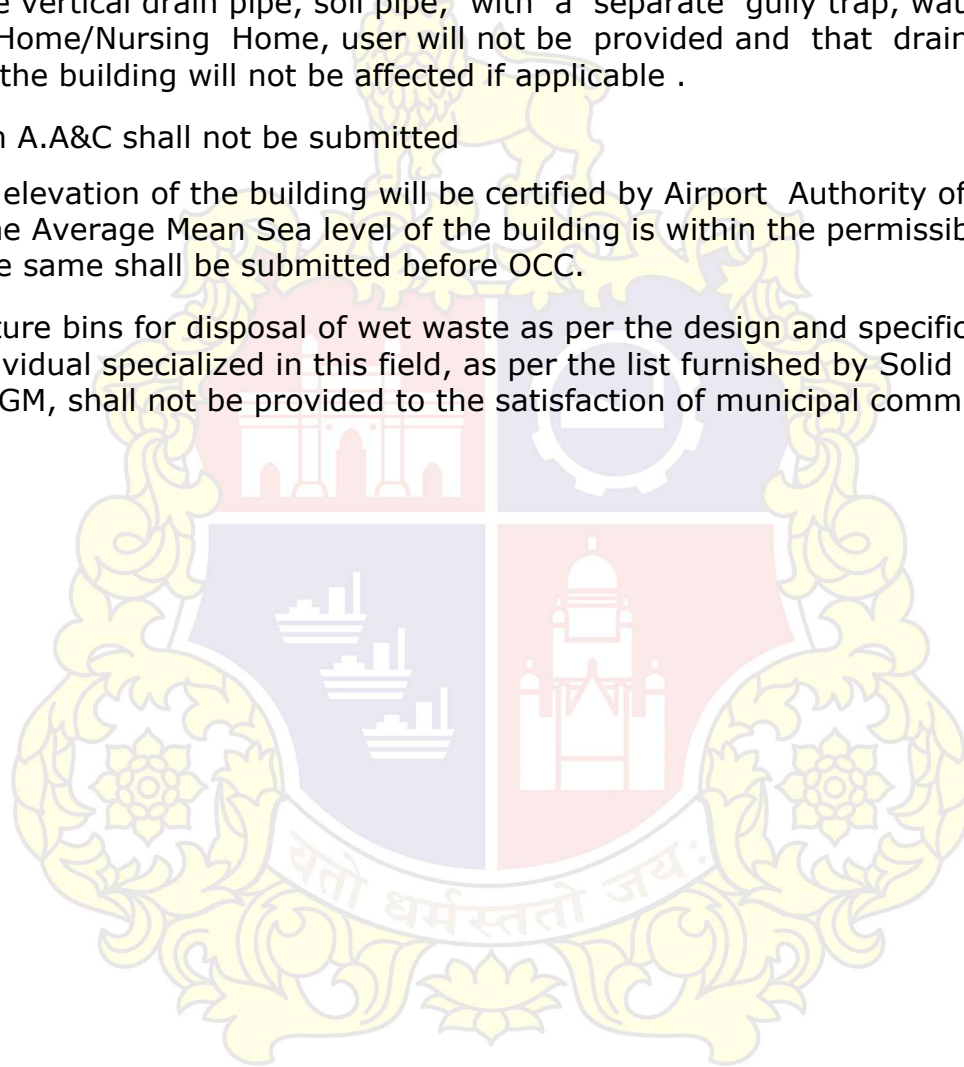 e vertical drain pipe, soil pipe, with a separate gully trap, wat
Home/Nursing Home, user will not be provided and that drain
the building will not be affected if applicable .
A.A&C shall not be submitted
elevation of the building will be certified by Airport Authority of
ne Average Mean Sea level of the building is within the permissib
e same shall be submitted before OCC.
ture bins for disposal of wet waste as per the design and specific
vidual specialized in this field, as per the list furnished by Solid
GM, shall not be provided to the satisfaction of municipal comm
यतो धर्मस्ततो जय: